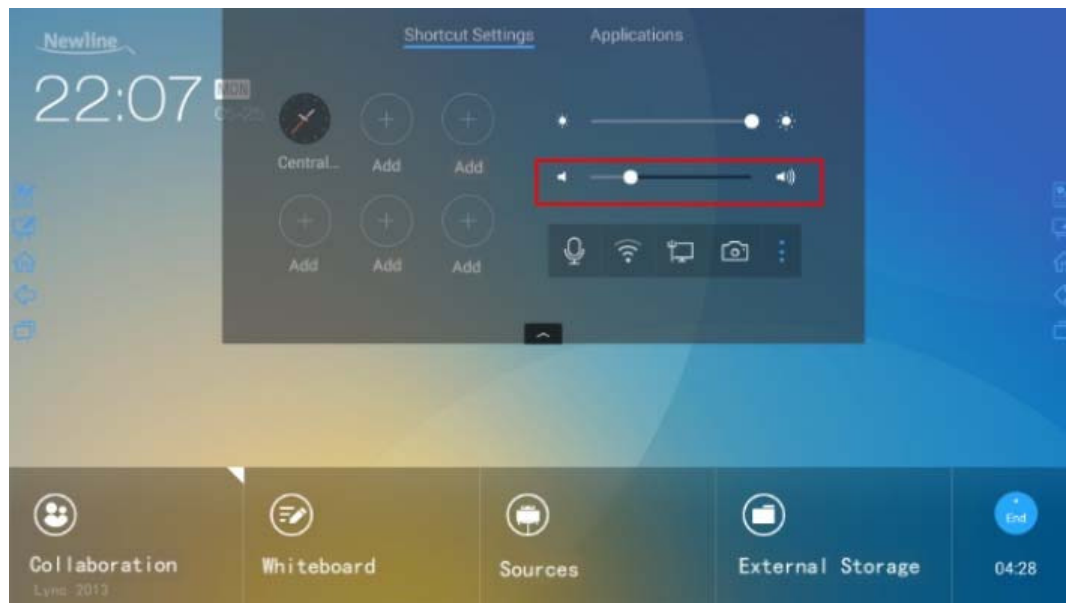 Newline
Shortcut Settings
Applications
22:07
MON
Central...
Add
Add
Add
Add
Add
Collaboration
Lync 2013
Whiteboard
Sources
External Storage
End
04:28